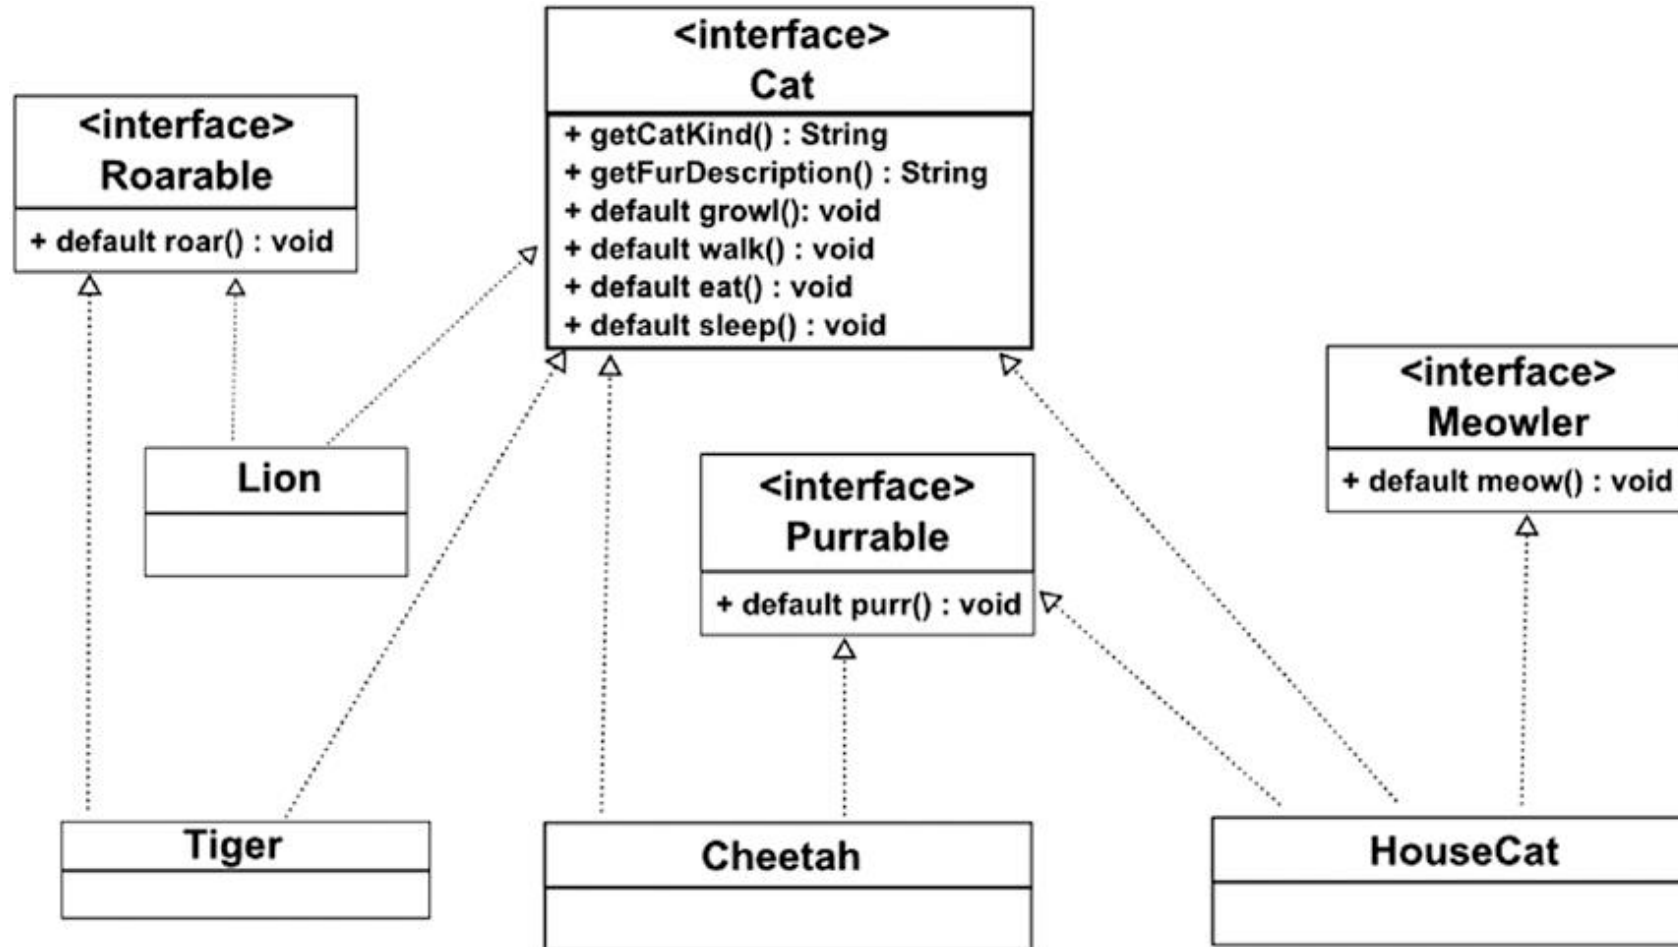 <interface>
Cat
+ getCatKind() : String
+ getFurDescription() : String
+ default growl(): void
+ default walk() : void
+ default eat() : void
+ default sleep() : void
<interface>
Roarable
+ default roar() : void
<interface>
Meowler
+ default meow() : void
Lion
<interface>
Purrable
+ default purr() : void
Tiger
Cheetah
HouseCat